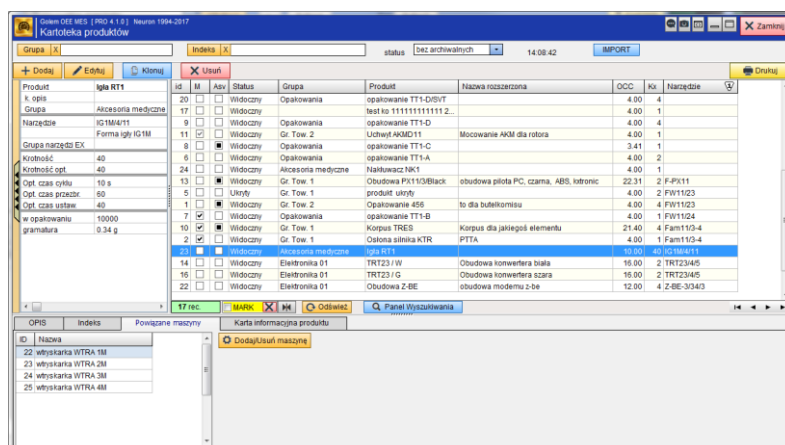 Golem OEE MES [ PRO 4.1.0 ] Neuron 1994-2017
Kartoteka produktów
Zamknij
Grupa X
Indeks X
status bez archiwalnych
14:08:42
IMPORT
Dodaj Edytuj Klonuj Usuń Drukuj
Produkt Igła RT1
k. opis
Grupa Akcesoria medyczne
Narzędzie IG1M/4/11
Forma igły IG1M
Grupa narzędzi EX
Krotność 40
Krotność opt. 40
Opt. czas cyklu 10 s
Opt. czas przezbr. 60
Opt. czas ustaw. 40
w opakowaniu 10000
gramatura 0.34 g
id M Asv Status Grupa Produkt Nazwa rozszerzona OCC Kx Narzędzie
20 Widoczny Opakowania opakowanie TT1-D/SVT 4.00 4
17 Widoczny test ko 111111111111 2... 4.00 1
9 Widoczny Opakowania opakowanie TT1-D 4.00 4
11 Widoczny Gr. Tow. 2 Uchwyt AKMD11 Mocowanie AKM dla rotora 4.00 1
8 Widoczny Opakowania opakowanie TT1-C 3.41 1
6 Widoczny Opakowania opakowanie TT1-A 4.00 2
24 Widoczny Akcesoria medyczne Nakłuwacz NK1 4.00 1
13 Widoczny Gr. Tow. 1 Obudowa PX11/3/Black obudowa pilota PC, czarna, ABS, łotronic 22.31 2 F-PX11
5 Ukryty Gr. Tow. 1 produkt ukryty 4.00 2 FW11/23
1 Widoczny Gr. Tow. 2 Opakowanie 456 to dla butelkomisu 4.00 4 FW11/23
7 Widoczny Opakowania opakowanie TT1-B 4.00 1 FW11/24
10 Widoczny Gr. Tow. 1 Korpus TRES Korpus dla jakiegoś elementu 21.40 4 Fam11/3-4
2 Widoczny Gr. Tow. 1 Osłona silnika KTR PTTA 4.00 1 Fam11/3-4
23 Widoczny Akcesoria medyczne Igła RT1 10.00 40 IG1M/4/11
14 Widoczny Elektronika 01 TRT23 / W Obudowa konwertera biała 16.00 2 TRT23/4/5
16 Widoczny Elektronika 01 TRT23 / G Obudowa konwertera szara 16.00 2 TRT23/4/5
22 Widoczny Elektronika 01 Obudowa Z-BE obudowa modemu z-be 12.00 4 Z-BE-3/34/3
17 rec. MARK Odśwież Panel Wyszukiwania
OPIS Indeks Powiązane maszyny Karta informacyjna produktu
ID Nazwa
Dodaj/Usuń maszynę
22 wtryskarka WTRA 1M
23 wtryskarka WTRA 2M
24 wtryskarka WTRA 3M
25 wtryskarka WTRA 4M